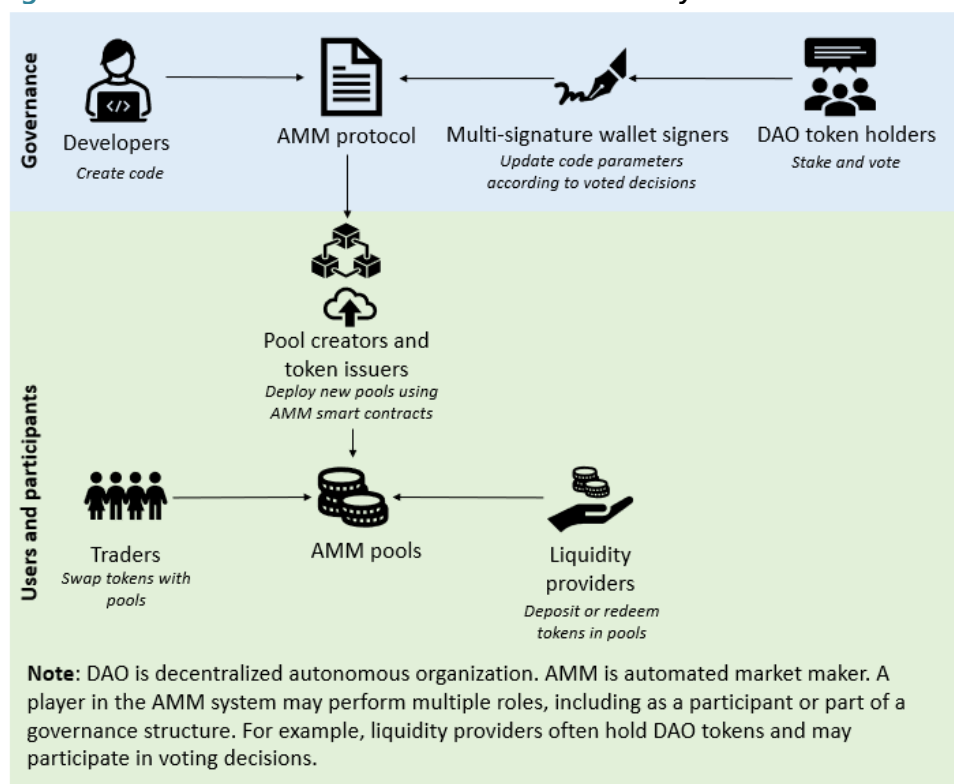 Governance
</>
Developers
Create code
AMM protocol
Multi-signature wallet signers
Update code parameters
according to voted decisions
DAO token holders
Stake and vote
Users and participants
Pool creators and
token issuers
Deploy new pools using
AMM smart contracts
Traders
Swap tokens with
pools
AMM pools
Liquidity
providers
Deposit or redeem
tokens in pools
Note: DAO is decentralized autonomous organization. AMM is automated market maker. A
player in the AMM system may perform multiple roles, including as a participant or part of a
governance structure. For example, liquidity providers often hold DAO tokens and may
participate in voting decisions.